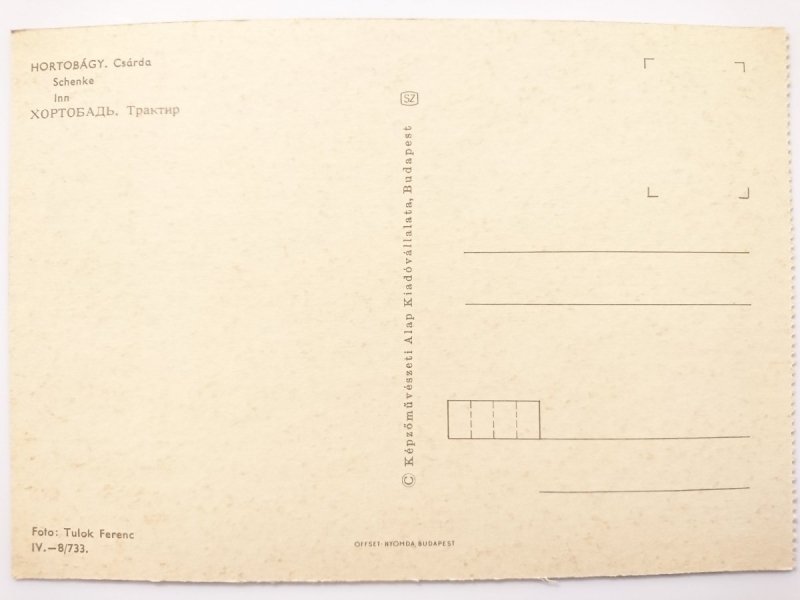 HORTOBÁGY. Csárda
Schenke
Inn
ХОРТОБАДЬ. Трактир
SZ
© Képzőművészeti Alap Kiadóvállalata, Budapest
Foto: Tulok Ferenc
IV.—8/733.
OFFSET-NYOMDA, BUDAPEST